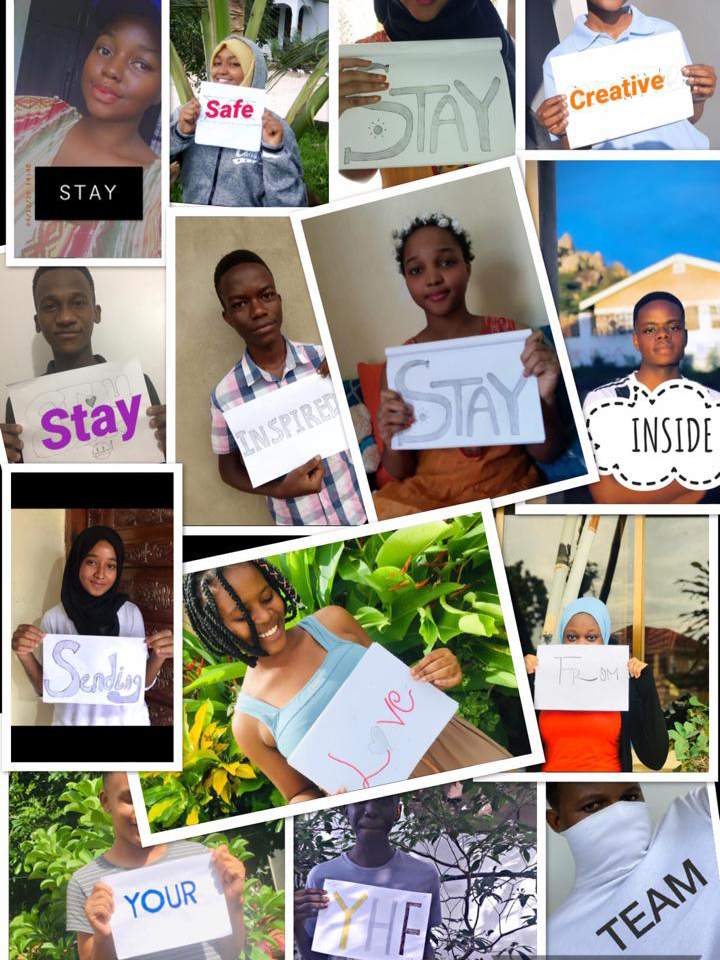 STAY
Safe
STAY
Creative
Stay
INSPIRED
STAY
INSIDE
Sending
Love
FROM
YOUR
YHF
TEAM